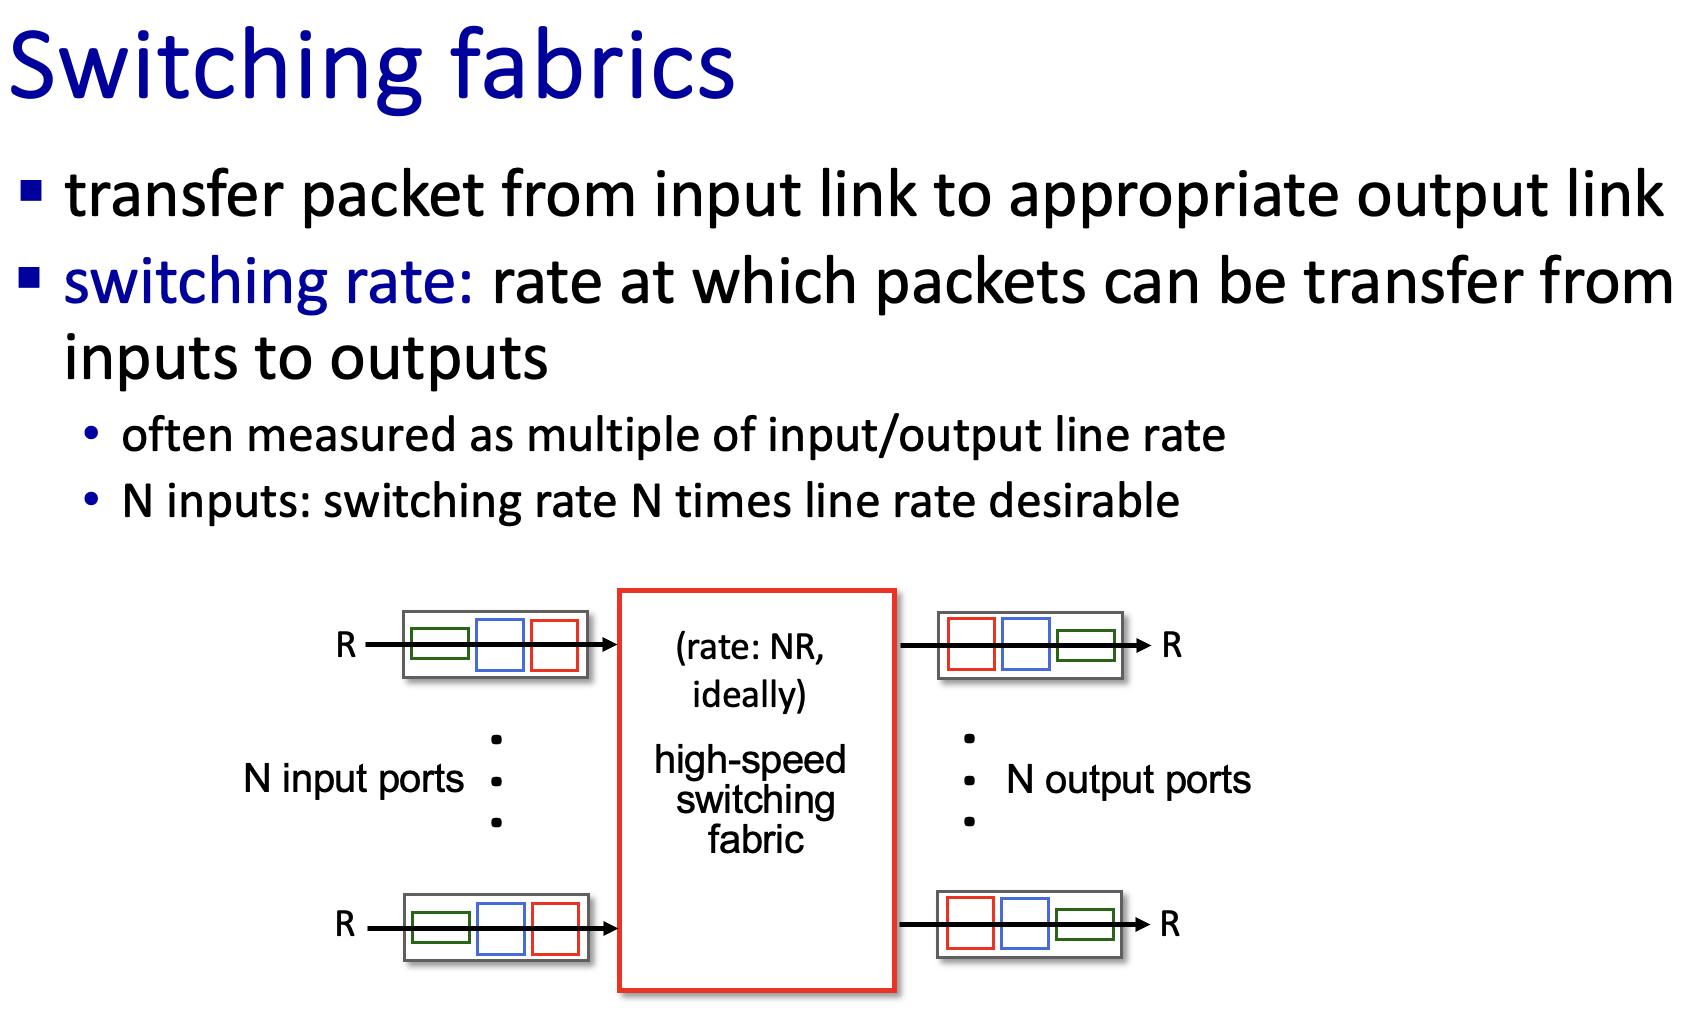 Switching fabrics
▪ transfer packet from input link to appropriate output link
▪ switching rate: rate at which packets can be transfer from
inputs to outputs
• often measured as multiple of input/output line rate
• N inputs: switching rate N times line rate desirable
R
(rate: NR,
ideally)
R
N input ports
high-speed
switching
fabric
N output ports
R
R